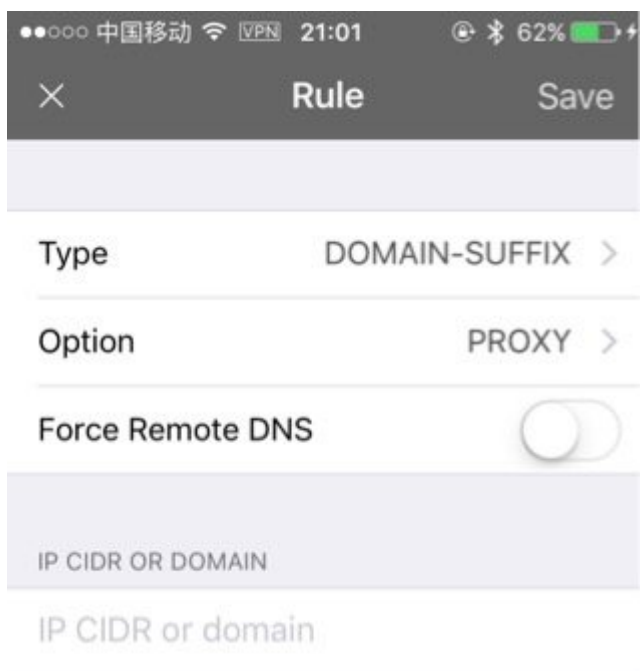 中国移动 VPN 21:01 62%
Rule Save
Type DOMAIN-SUFFIX
Option PROXY
Force Remote DNS
IP CIDR OR DOMAIN
IP CIDR or domain